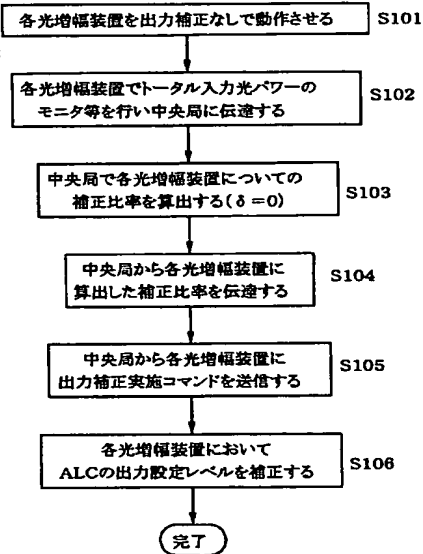 各光増幅装置を出力補正なしで動作させる
S101
各光増幅装置でトータル入力光パワーの
モニタ等を行い中央局に伝達する
S102
中央局で各光増幅装置についての
補正比率を算出する(δ=0)
S103
中央局から各光増幅装置に
算出した補正比率を伝達する
S104
中央局から各光増幅装置に
出力補正実施コマンドを送信する
S105
各光増幅装置において
ALCの出力設定レベルを補正する
S106
完了